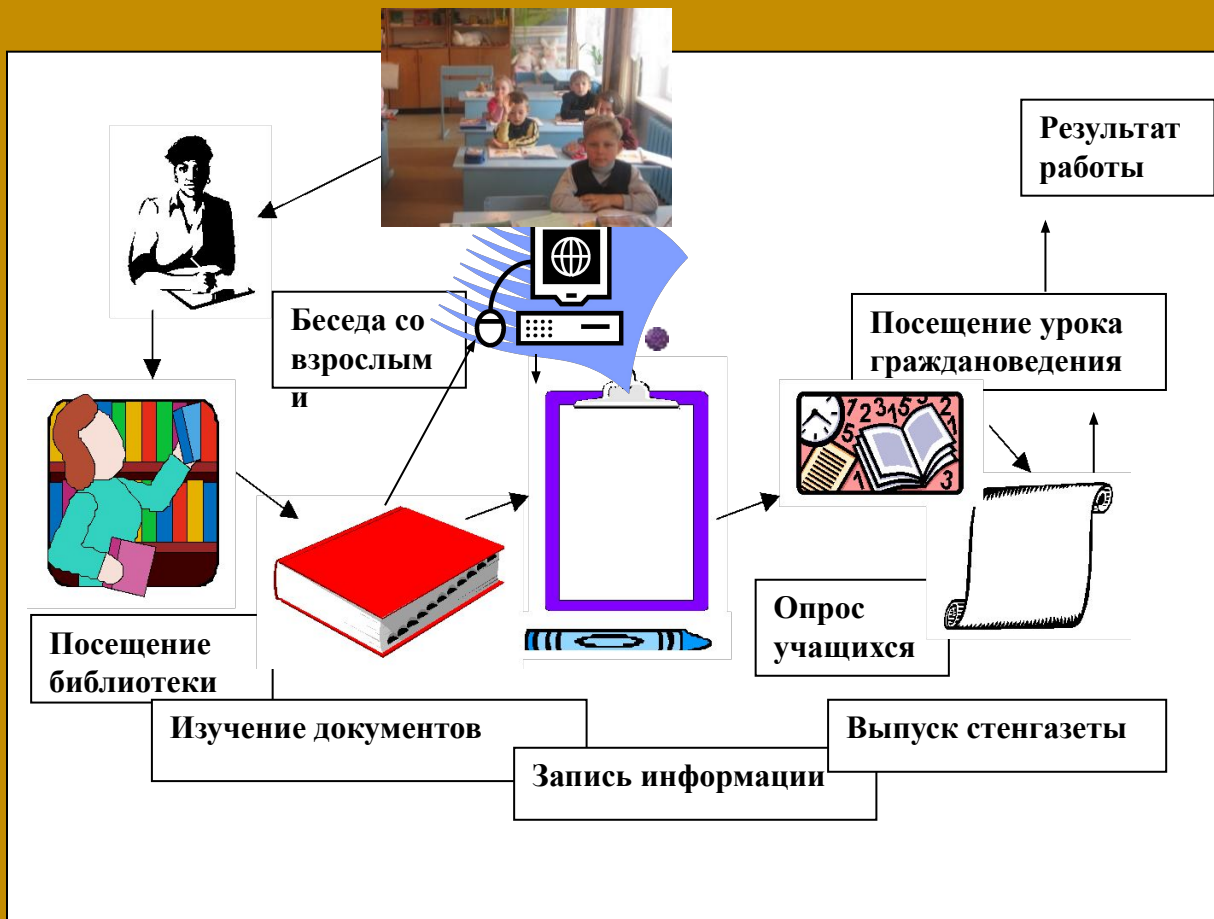 Результат
работы
Беседа со
взрослым
и
Посещение урока
граждановедения
Посещение
библиотеки
Опрос
учащихся
Изучение документов
Выпуск стенгазеты
Запись информации